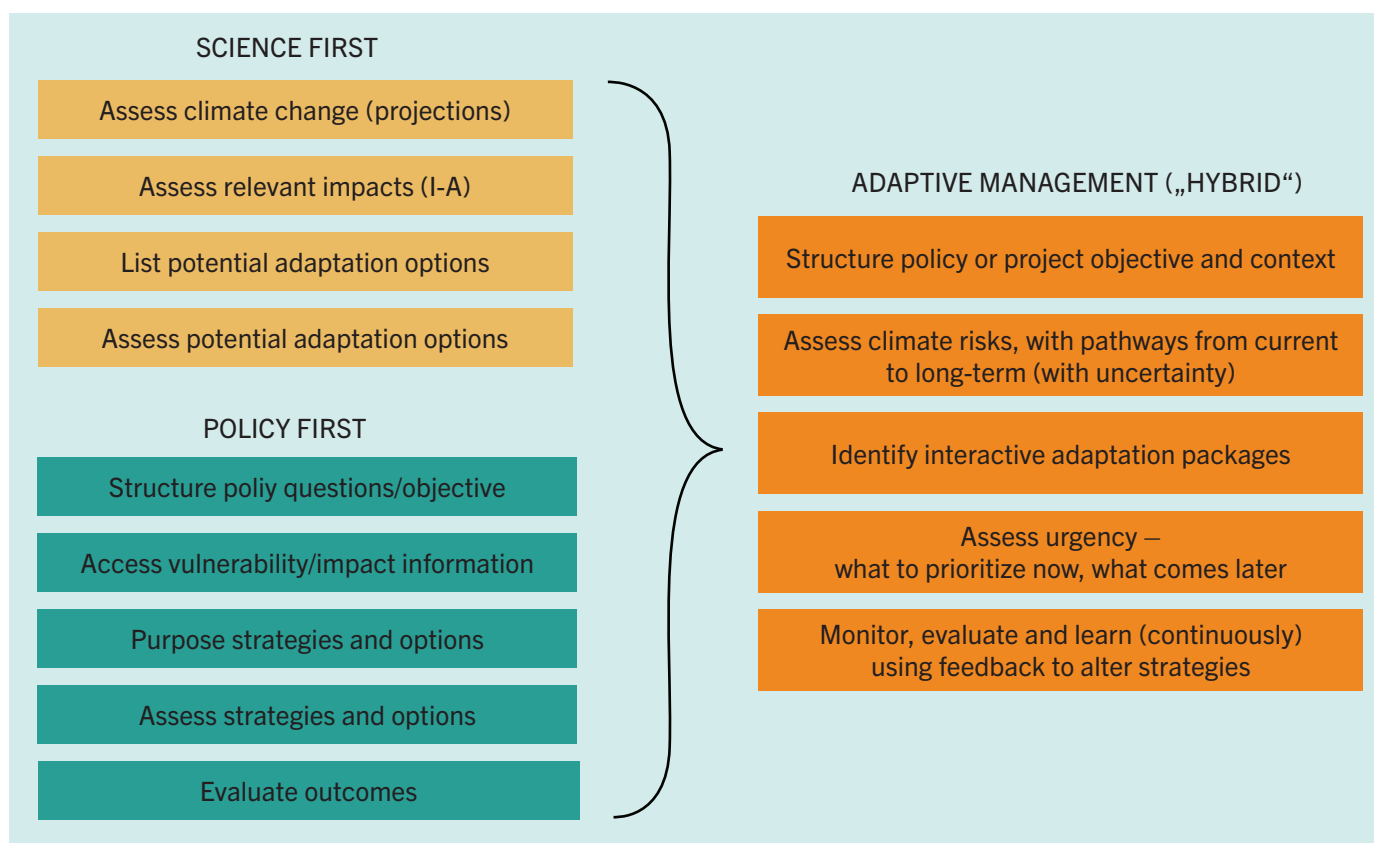 SCIENCE FIRST
Assess climate change (projections)
Assess relevant impacts (I-A)
List potential adaptation options
Assess potential adaptation options
POLICY FIRST
Structure poliy questions/objective
Access vulnerability/impact information
Purpose strategies and options
Assess strategies and options
Evaluate outcomes
ADAPTIVE MANAGEMENT („HYBRID“)
Structure policy or project objective and context
Assess climate risks, with pathways from current
to long-term (with uncertainty)
Identify interactive adaptation packages
Assess urgency –
what to prioritize now, what comes later
Monitor, evaluate and learn (continuously)
using feedback to alter strategies